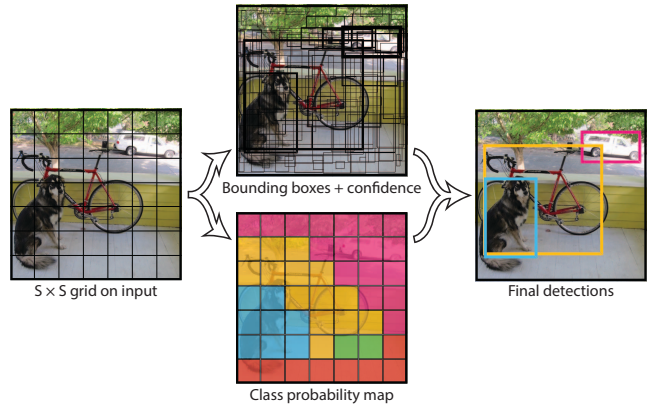 Bounding boxes + confidence
S × S grid on input
Final detections
Class probability map